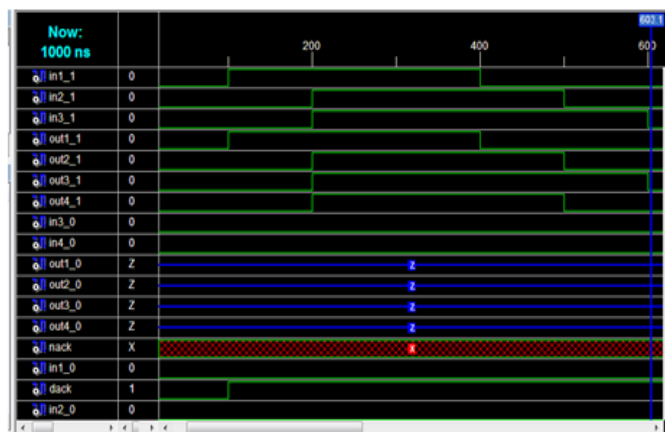 603.1
Now:
1000 ns
200 400 600
in1_1 0
in2_1 0
in3_1 0
out1_1 0
out2_1 0
out3_1 0
out4_1 0
in3_0 0
in4_0 0
out1_0 Z Z
out2_0 Z Z
out3_0 Z Z
out4_0 Z Z
nack X X
in1_0 0
dack 1
in2_0 0